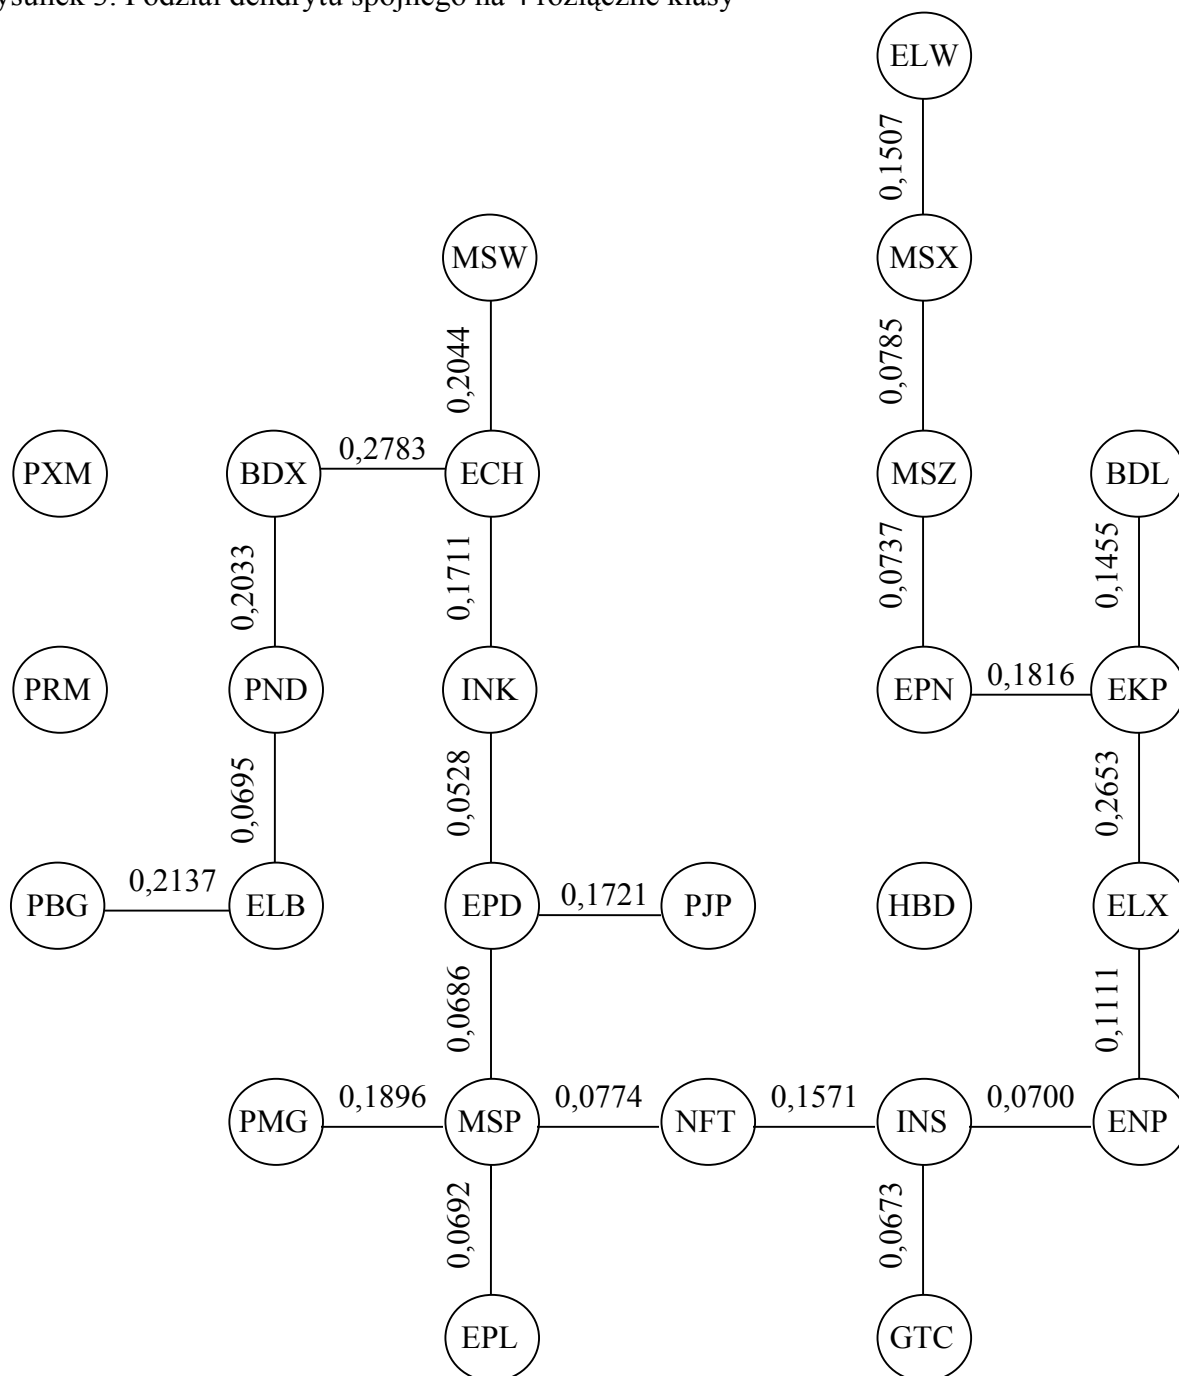 ysunek 3. Podział dendrytu spójnego na 4 rozłączne klasy
ELW
0,1507
MSW
MSX
0,2044
0,0785
PXM
BDX
0,2783
ECH
MSZ
BDL
0,2033
0,1711
0,0737
0,1455
PRM
PND
INK
EPN
0,1816
EKP
0,0695
0,0528
0,2653
PBG
0,2137
ELB
EPD
0,1721
PJP
HBD
ELX
0,0686
0,1111
PMG
0,1896
MSP
0,0774
NFT
0,1571
INS
0,0700
ENP
0,0692
0,0673
EPL
GTC